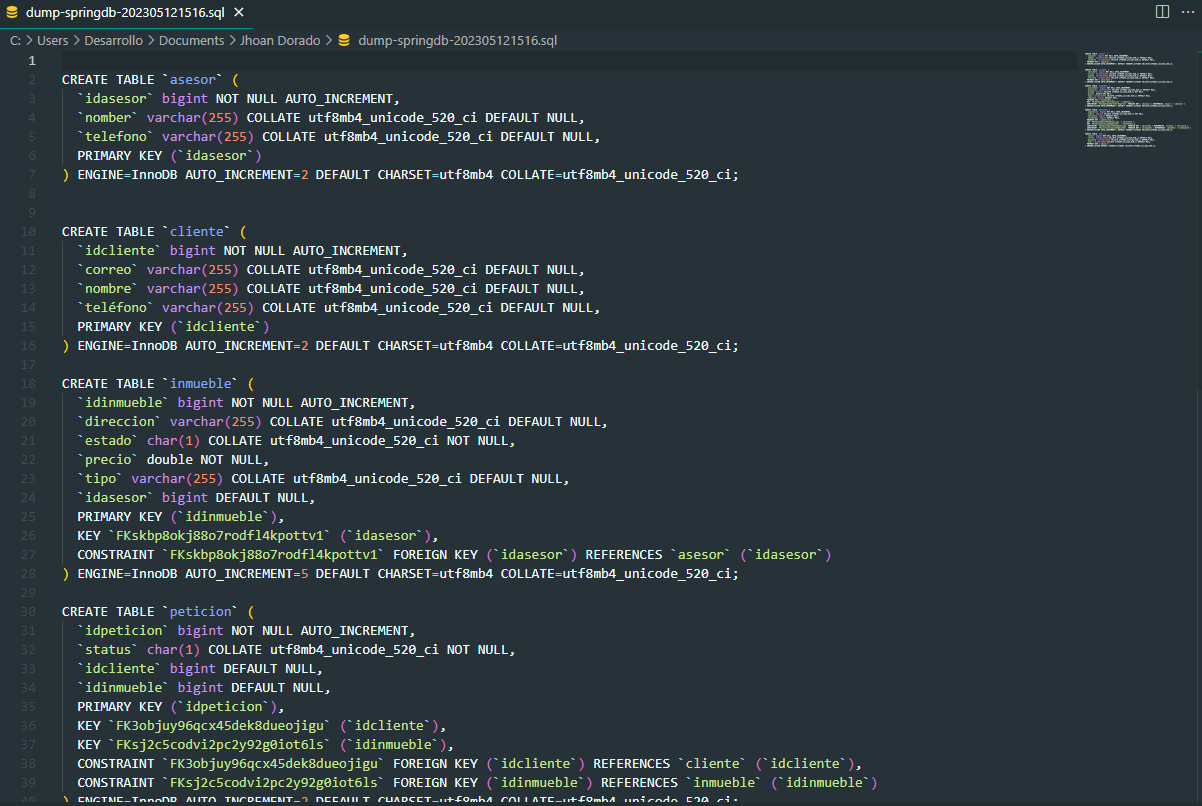 dump-springdb-202305121516.sql
C: > Users > Desarrollo > Documents > Jhoan Dorado > dump-springdb-202305121516.sql
1
2 CREATE TABLE `asesor` (
3 `idasesor` bigint NOT NULL AUTO_INCREMENT,
4 `nomber` varchar(255) COLLATE utf8mb4_unicode_520_ci DEFAULT NULL,
5 `telefono` varchar(255) COLLATE utf8mb4_unicode_520_ci DEFAULT NULL,
6 PRIMARY KEY (`idasesor`)
7 ) ENGINE=InnoDB AUTO_INCREMENT=2 DEFAULT CHARSET=utf8mb4 COLLATE=utf8mb4_unicode_520_ci;
8
9
10 CREATE TABLE `cliente` (
11 `idcliente` bigint NOT NULL AUTO_INCREMENT,
12 `correo` varchar(255) COLLATE utf8mb4_unicode_520_ci DEFAULT NULL,
13 `nombre` varchar(255) COLLATE utf8mb4_unicode_520_ci DEFAULT NULL,
14 `teléfono` varchar(255) COLLATE utf8mb4_unicode_520_ci DEFAULT NULL,
15 PRIMARY KEY (`idcliente`)
16 ) ENGINE=InnoDB AUTO_INCREMENT=2 DEFAULT CHARSET=utf8mb4 COLLATE=utf8mb4_unicode_520_ci;
17
18 CREATE TABLE `inmueble` (
19 `idinmueble` bigint NOT NULL AUTO_INCREMENT,
20 `direccion` varchar(255) COLLATE utf8mb4_unicode_520_ci DEFAULT NULL,
21 `estado` char(1) COLLATE utf8mb4_unicode_520_ci NOT NULL,
22 `precio` double NOT NULL,
23 `tipo` varchar(255) COLLATE utf8mb4_unicode_520_ci DEFAULT NULL,
24 `idasesor` bigint DEFAULT NULL,
25 PRIMARY KEY (`idinmueble`),
26 KEY `FKskbp8okj88o7rodfl4kpottv1` (`idasesor`),
27 CONSTRAINT `FKskbp8okj88o7rodfl4kpottv1` FOREIGN KEY (`idasesor`) REFERENCES `asesor` (`idasesor`)
28 ) ENGINE=InnoDB AUTO_INCREMENT=5 DEFAULT CHARSET=utf8mb4 COLLATE=utf8mb4_unicode_520_ci;
29
30 CREATE TABLE `peticion` (
31 `idpeticion` bigint NOT NULL AUTO_INCREMENT,
32 `status` char(1) COLLATE utf8mb4_unicode_520_ci NOT NULL,
33 `idcliente` bigint DEFAULT NULL,
34 `idinmueble` bigint DEFAULT NULL,
35 PRIMARY KEY (`idpeticion`),
36 KEY `FK3objuy96qcx45dek8dueojigu` (`idcliente`),
37 KEY `FKsj2c5codvi2pc2y92g0iot6ls` (`idinmueble`),
38 CONSTRAINT `FK3objuy96qcx45dek8dueojigu` FOREIGN KEY (`idcliente`) REFERENCES `cliente` (`idcliente`),
39 CONSTRAINT `FKsj2c5codvi2pc2y92g0iot6ls` FOREIGN KEY (`idinmueble`) REFERENCES `inmueble` (`idinmueble`)
40 ) ENGINE=InnoDB AUTO_INCREMENT=2 DEFAULT CHARSET=utf8mb4 COLLATE=utf8mb4_unicode_520_ci;